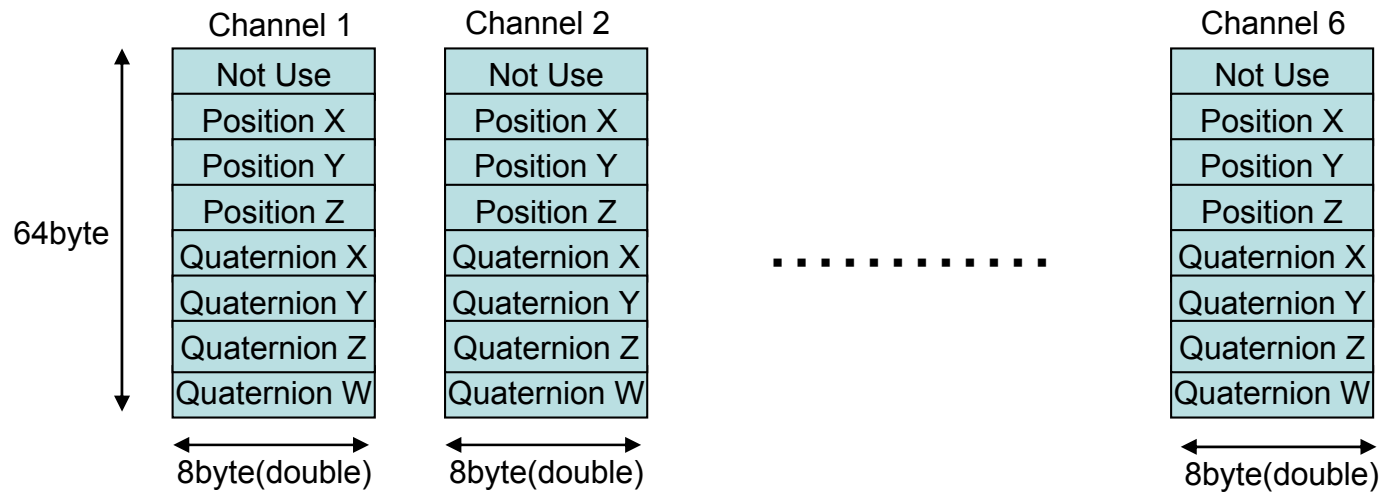 Channel 1
Not Use
Position X
Position Y
Position Z
Quaternion X
Quaternion Y
Quaternion Z
Quaternion W
8byte(double)
64byte
Channel 2
Not Use
Position X
Position Y
Position Z
Quaternion X
Quaternion Y
Quaternion Z
Quaternion W
8byte(double)
............
Channel 6
Not Use
Position X
Position Y
Position Z
Quaternion X
Quaternion Y
Quaternion Z
Quaternion W
8byte(double)